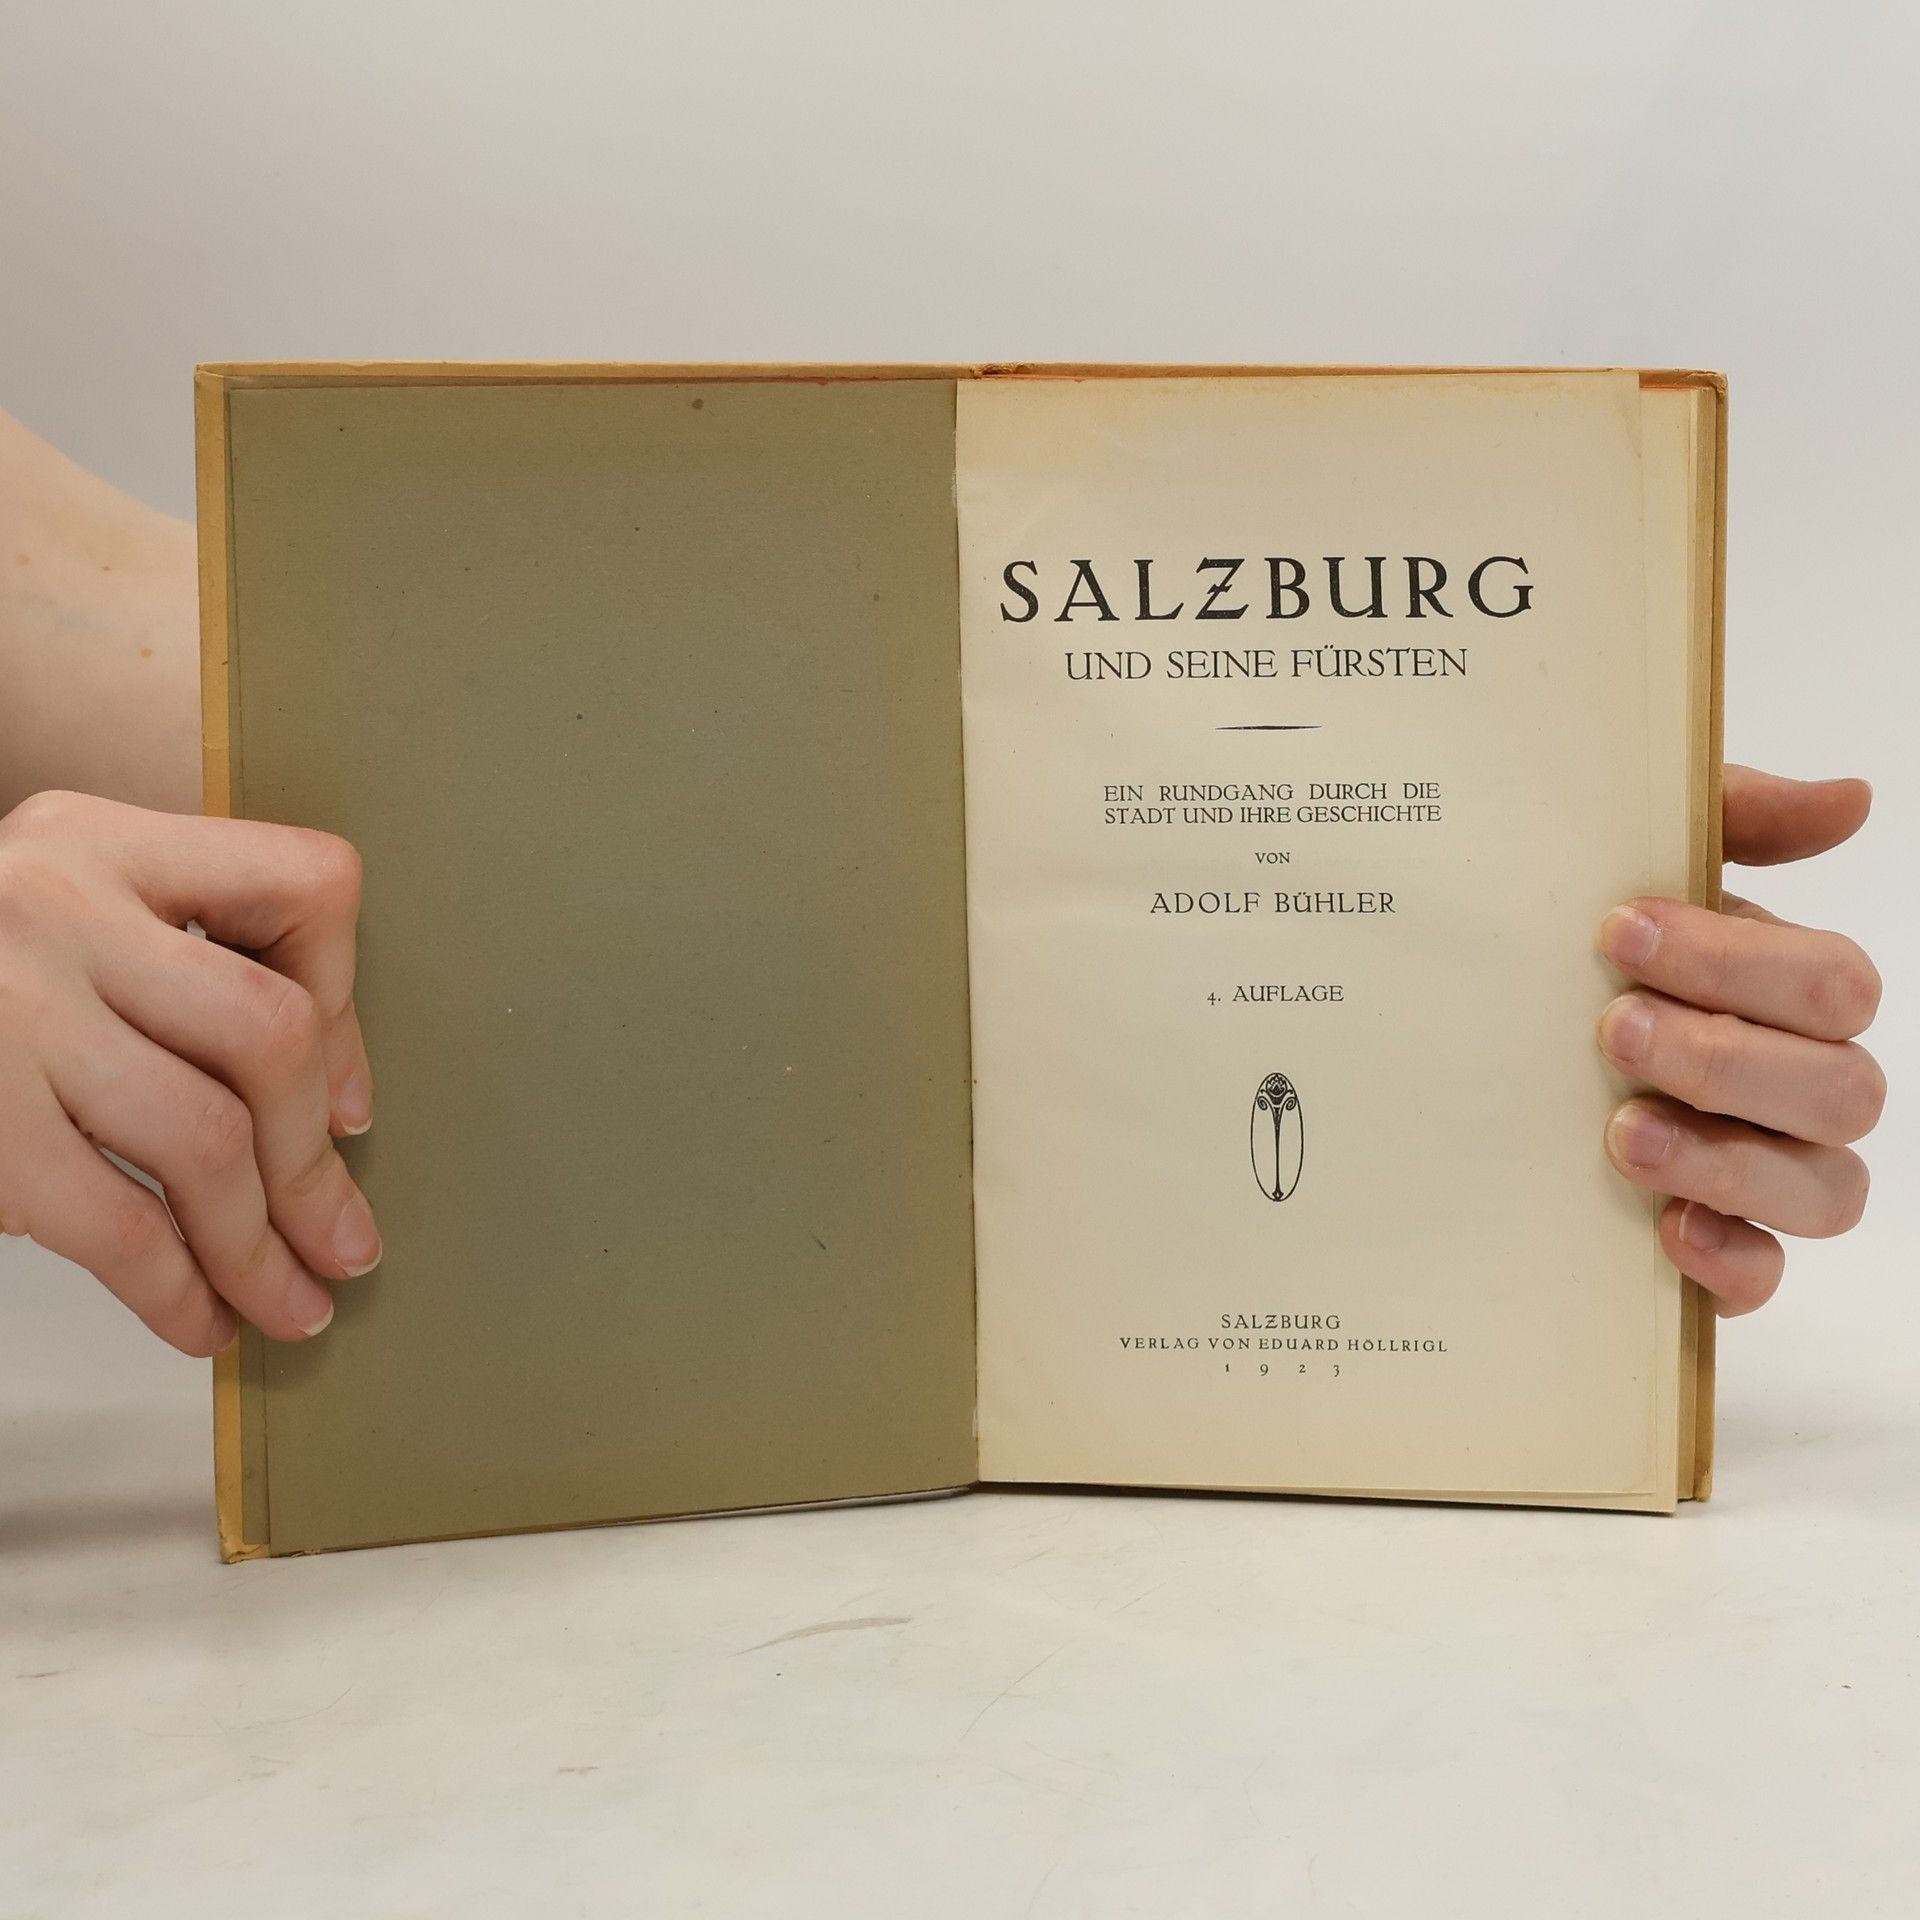 SALZBURG
UND SEINE FÜRSTEN
EIN RUNDGANG DURCH DIE
STADT UND IHRE GESCHICHTE
VON
ADOLF BÜHLER
4. AUFLAGE
SALZBURG
VERLAG VON EDUARD HÖLLRIGL
1 9 2 3